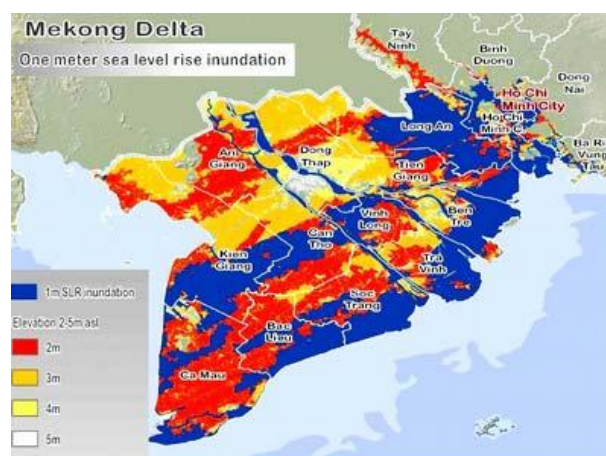 Mekong Delta
One meter sea level rise inundation
Tay
Ninh
Binh
Duong
Dong
Nai
Ho Chi
Minh City
Ho Chi
Minh C.
Ba Ria
Vung
Tau
Long An
An
Giang
Dong
Thap
Tien
Giang
Ben
Tre
Vinh
Long
Can
Tho
Tra
Vinh
Kien
Giang
Soc
Trang
Bac
Lieu
Ca Mau
1m SLR inundation
Elevation 2-5m asl
2m
3m
4m
5m